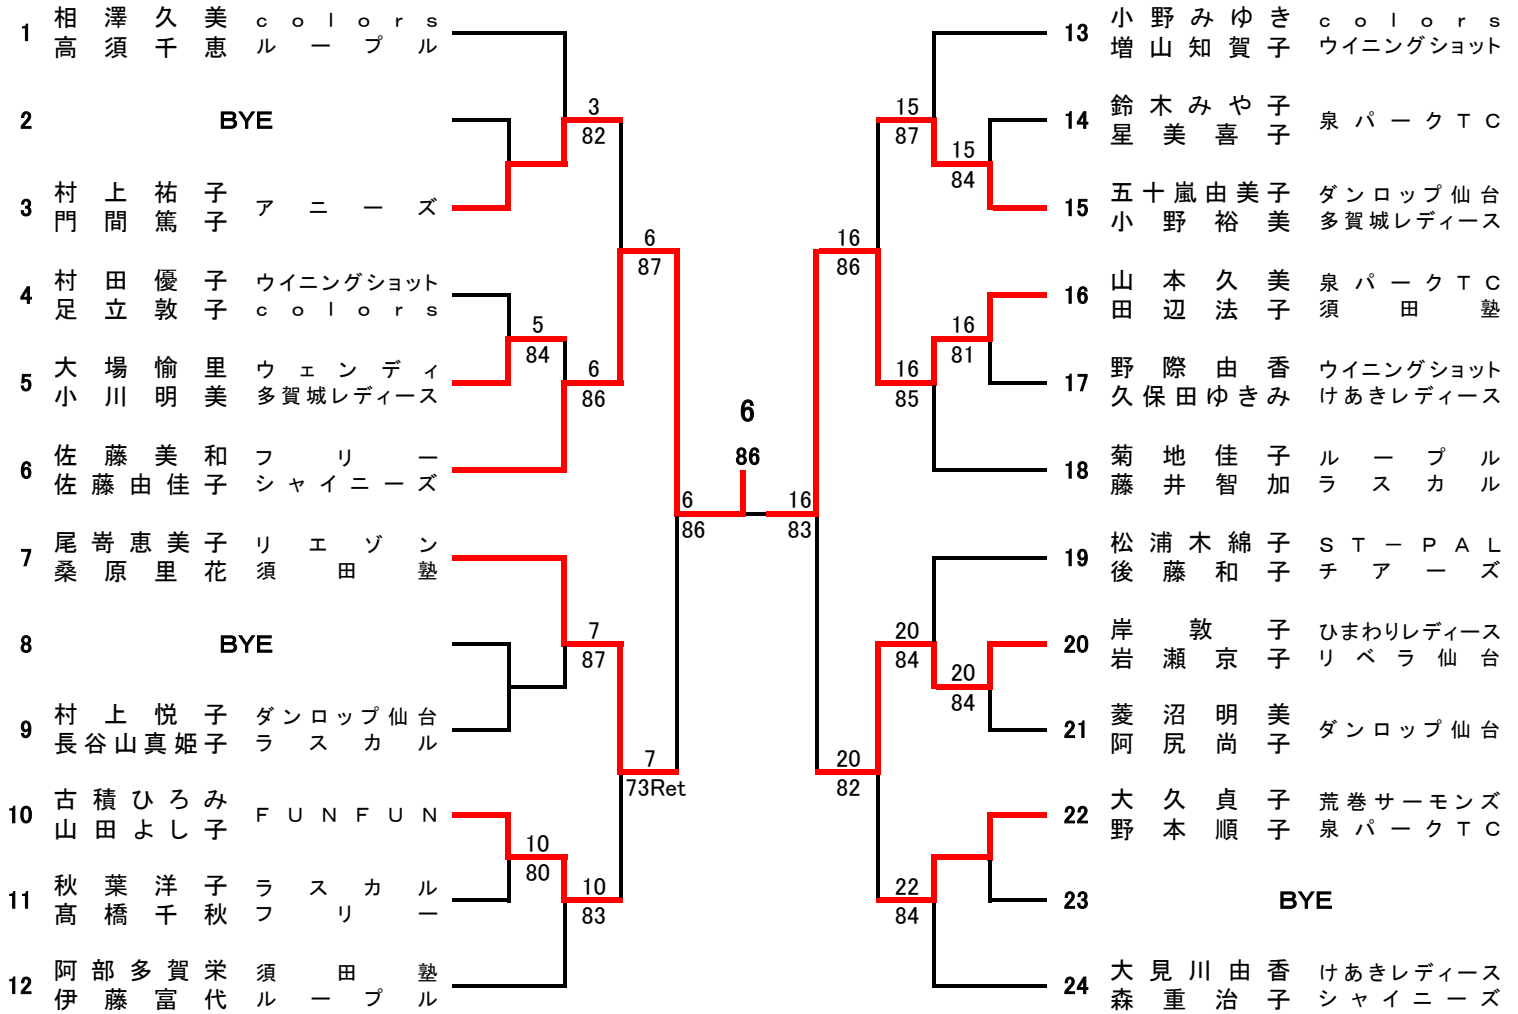 1 相澤久美 colors
高須千恵 ループル
2 BYE
3 村上祐子 アニーズ
門間篤子
4 村田優子 ウイニングショット
足立敦子 colors
5 大場愉里 ウェンディ
小川明美 多賀城レディース
6 佐藤美和 フリー
佐藤由佳子 シャイニーズ
7 尾嵜恵美子 リエゾン
桑原里花 須田塾
8 BYE
9 村上悦子 ダンロップ仙台
長谷山真姫子 ラスカル
10 古積ひろみ FUNFUN
山田よし子
11 秋葉洋子 ラスカル
髙橋千秋 フリー
12 阿部多賀栄 須田塾
伊藤富代 ループル
3
82
6
87
5
84
6
86
7
87
7
73Ret
10
80
10
83
6
86
6
86
16
83
15
87
15
84
16
86
16
81
16
85
20
84
20
84
20
82
22
84
13 小野みゆき colors
増山知賀子 ウイニングショット
14 鈴木みや子 泉パークTC
星美喜子
15 五十嵐由美子 ダンロップ仙台
小野裕美 多賀城レディース
16 山本久美 泉パークTC
田辺法子 須田塾
17 野際由香 ウイニングショット
久保田ゆきみ けあきレディース
18 菊地佳子 ループル
藤井智加 ラスカル
19 松浦木綿子 ST－PAL
後藤和子 チアーズ
20 岸敦子 ひまわりレディース
岩瀬京子 リベラ仙台
21 菱沼明美 ダンロップ仙台
阿尻尚子
22 大久貞子 荒巻サーモンズ
野本順子 泉パークTC
23 BYE
24 大見川由香 けあきレディース
森重治子 シャイニーズ